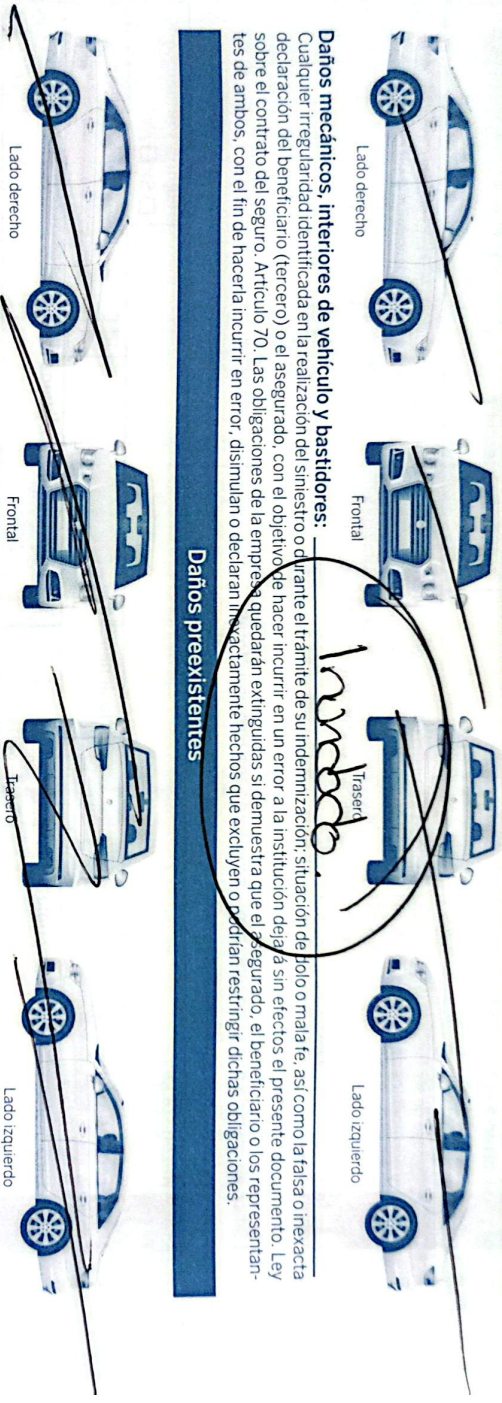 Lado derecho
Frontal
Trasero
Lado izquierdo
Daños mecánicos, interiores de vehículo y bastidores:
Inundado.
Cualquier irregularidad identificada en la realización del siniestro o durante el trámite de su indemnización; situación de dolo o mala fe, así como la falsa o inexacta
declaración del beneficiario (tercero) o el asegurado, con el objetivo de hacer incurrir en un error a la institución dejará sin efectos el presente documento. Ley
sobre el contrato del seguro. Artículo 70. Las obligaciones de la empresa quedarán extinguidas si demuestra que el asegurado, el beneficiario o los representan-
tes de ambos, con el fin de hacerla incurrir en error, disimulan o declaran inexactamente hechos que excluyen o podrían restringir dichas obligaciones.
Daños preexistentes
Lado derecho
Frontal
Trasero
Lado izquierdo